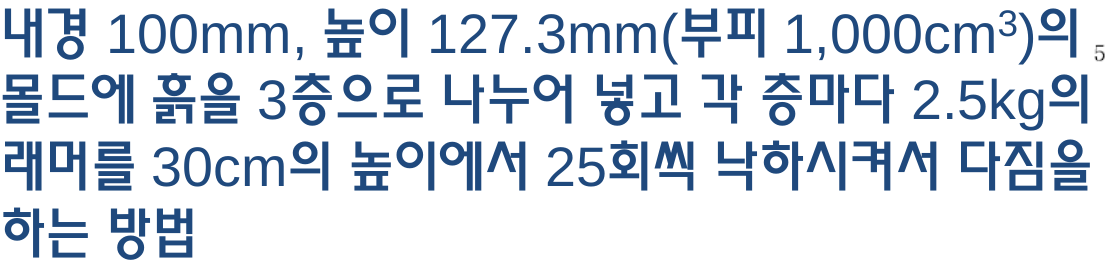 내경 100mm, 높이 127.3mm(부피 1,000cm³)의 5
몰드에 흙을 3층으로 나누어 넣고 각 층마다 2.5kg의
래머를 30cm의 높이에서 25회씩 낙하시켜서 다짐을
하는 방법